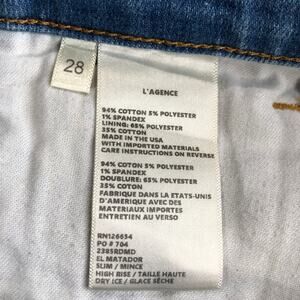 28
L'AGENCE
94% COTTON 5% POLYESTER
1% SPANDEX
LINING: 65% POLYESTER
35% COTTON
MADE IN THE USA
WITH IMPORTED MATERIALS
CARE INSTRUCTIONS ON REVERSE
94% COTON 5% POLYESTER
1% SPANDEX
DOUBLURE: 65% POLYESTER
35% COTON
FABRIQUE DANS LA ETATS-UNIS
D'AMERIQUE AVEC DES
MATERIAUX IMPORTES
ENTRETIEN AU VERSO
RN126654
PO # 704
2385RDMD
EL MATADOR
SLIM / MINCE
HIGH RISE / TAILLE HAUTE
DRY ICE / GLACE SÈCHE